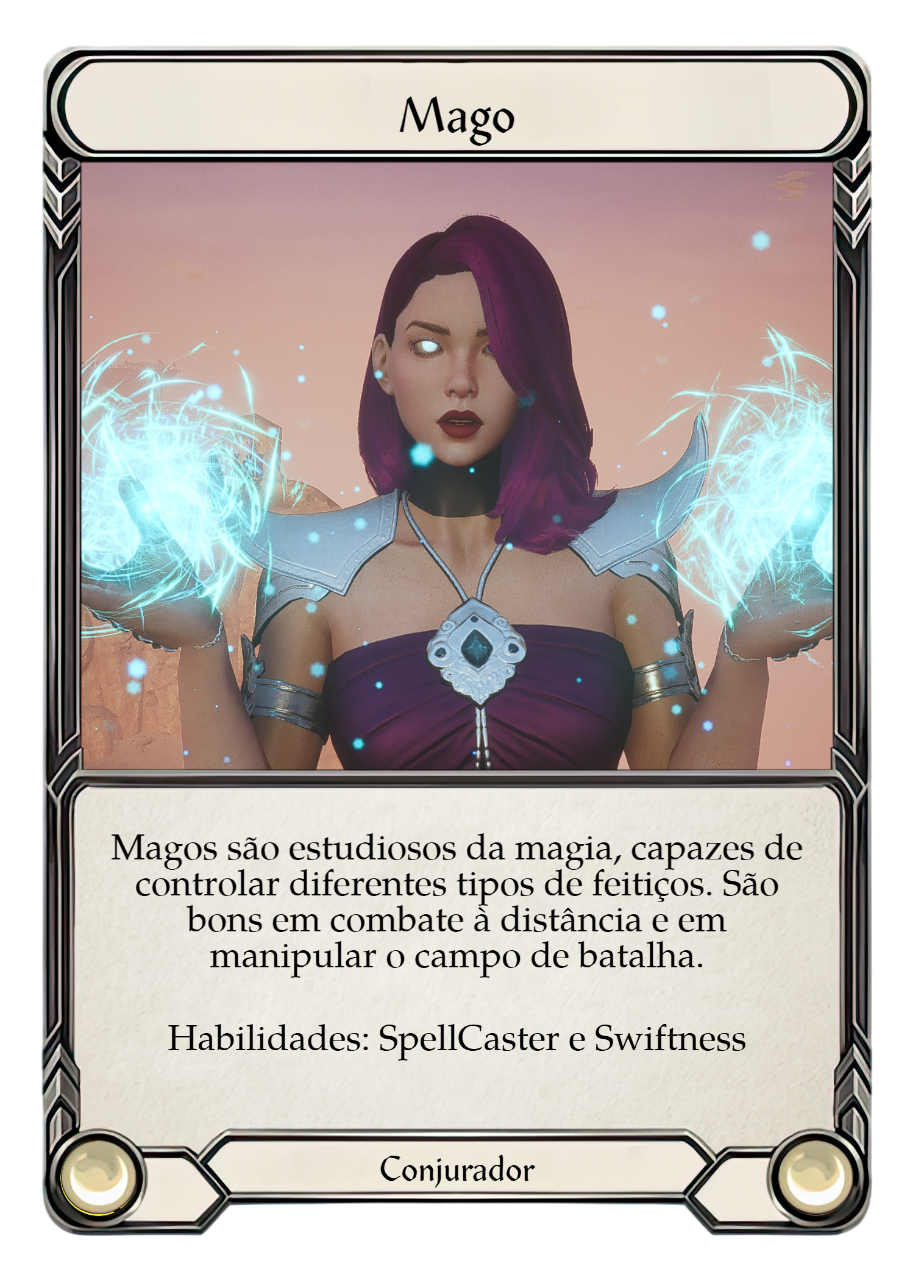 Mago
Magos são estudiosos da magia, capazes de
controlar diferentes tipos de feitiços. São
bons em combate à distância e em
manipular o campo de batalha.
Habilidades: SpellCaster e Swiftness
Conjurador